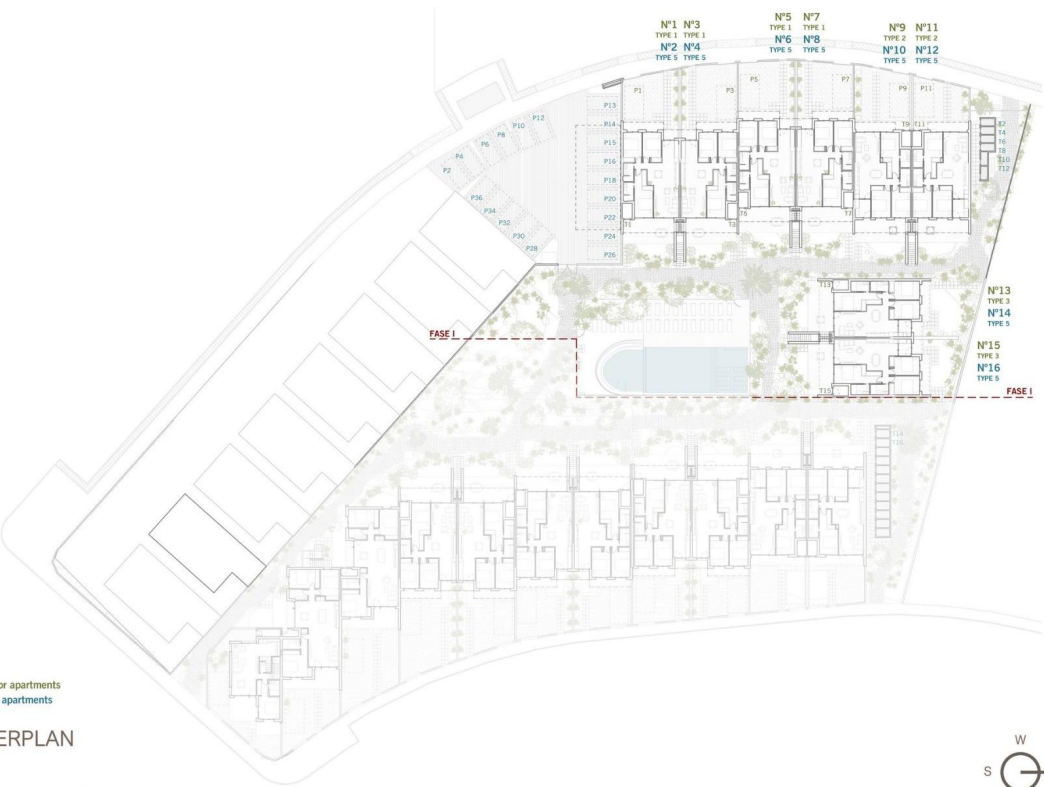 Nº1 Nº3
TYPE 1 TYPE 1
Nº2 Nº4
TYPE 5 TYPE 5
Nº5 Nº7
TYPE 1 TYPE 1
Nº6 Nº8
TYPE 5 TYPE 5
Nº9 Nº11
TYPE 2 TYPE 2
Nº10 Nº12
TYPE 5 TYPE 5
P1
P3
P5
P7
P9
P11
P13
P14
P15
P16
P18
P20
P22
P24
P26
P12
P10
P8
P6
P4
P2
P36
P34
P32
P30
P28
T1
T3
T5
T7
T9
T11
T2
T4
T6
T8
T10
T12
T13
Nº13
TYPE 3
Nº14
TYPE 5
Nº15
TYPE 3
Nº16
TYPE 5
T15
FASE I
FASE I
T14
T16
or apartments
apartments
ERPLAN
W
S